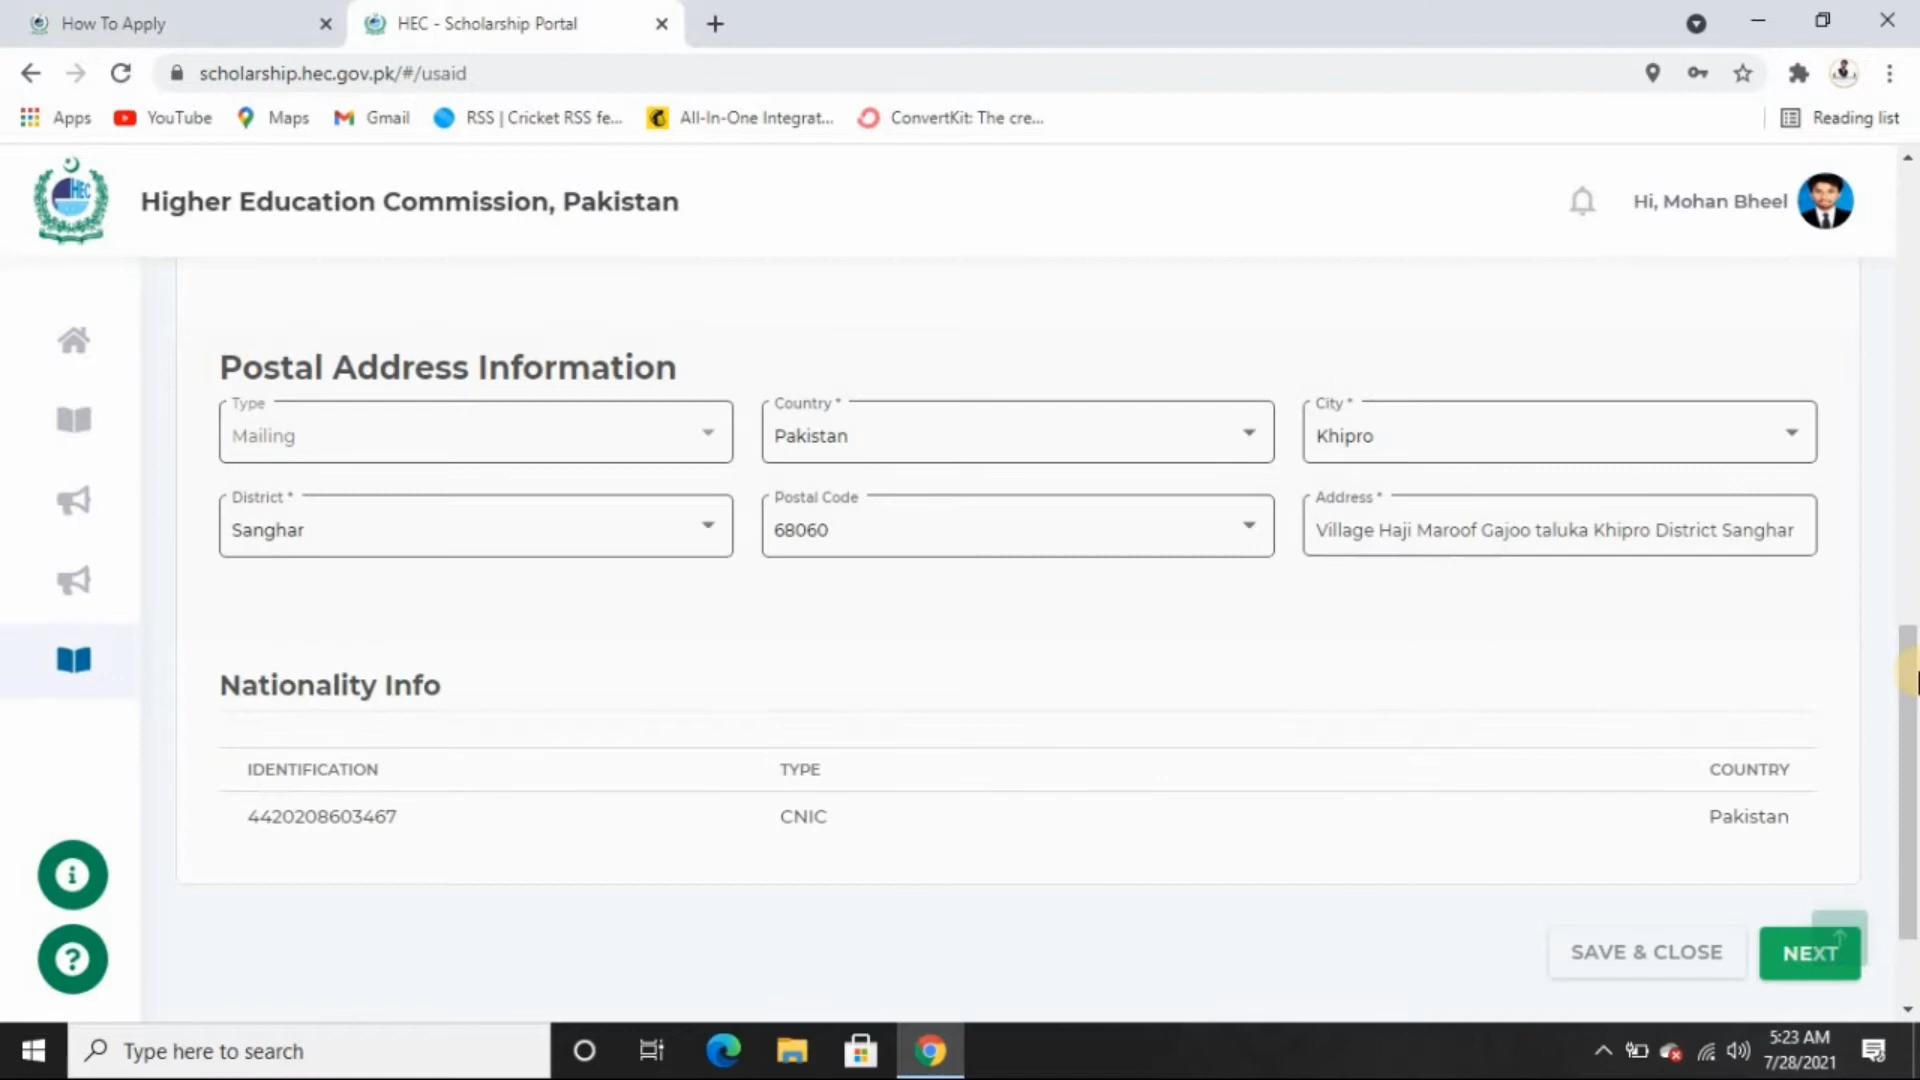 How To Apply
HEC - Scholarship Portal
scholarship.hec.gov.pk/#/usaid
Apps
YouTube
Maps
Gmail
RSS | Cricket RSS fe...
All-In-One Integrat...
ConvertKit: The cre...
Reading list
HEC
Higher Education Commission, Pakistan
Hi, Mohan Bheel
Postal Address Information
Type
Country *
City *
Mailing
Pakistan
Khipro
District *
Postal Code
Address *
Sanghar
68060
Village Haji Maroof Gajoo taluka Khipro District Sanghar
Nationality Info
IDENTIFICATION
TYPE
COUNTRY
4420208603467
CNIC
Pakistan
SAVE & CLOSE
NEXT
Type here to search
5:23 AM
7/28/2021